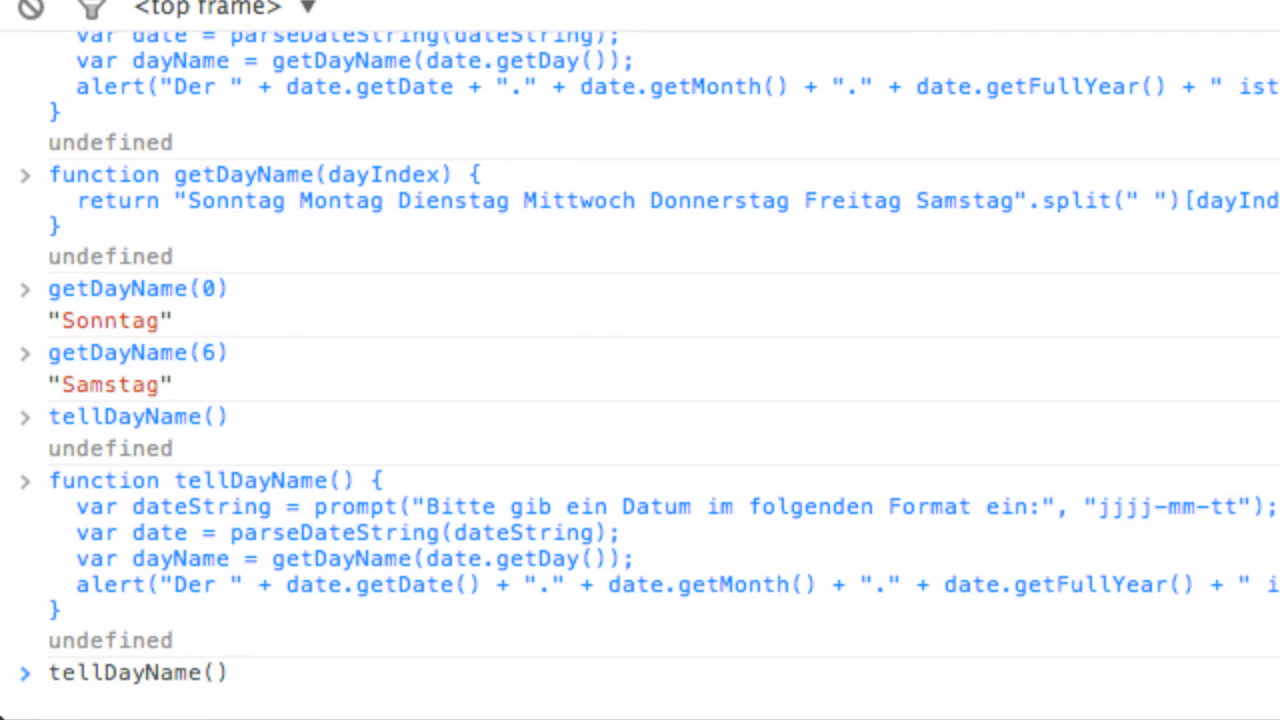 <top frame> ▼
var date = parseDateString(dateString);
var dayName = getDayName(date.getDay());
alert("Der " + date.getDate + "." + date.getMonth() + "." + date.getFullYear() + " ist
}
undefined
> function getDayName(dayIndex) {
return "Sonntag Montag Dienstag Mittwoch Donnerstag Freitag Samstag".split(" ")[dayInd
}
undefined
> getDayName(0)
"Sonntag"
> getDayName(6)
"Samstag"
> tellDayName()
undefined
> function tellDayName() {
var dateString = prompt("Bitte gib ein Datum im folgenden Format ein:", "jjjj-mm-tt");
var date = parseDateString(dateString);
var dayName = getDayName(date.getDay());
alert("Der " + date.getDate() + "." + date.getMonth() + "." + date.getFullYear() + " i
}
undefined
> tellDayName()